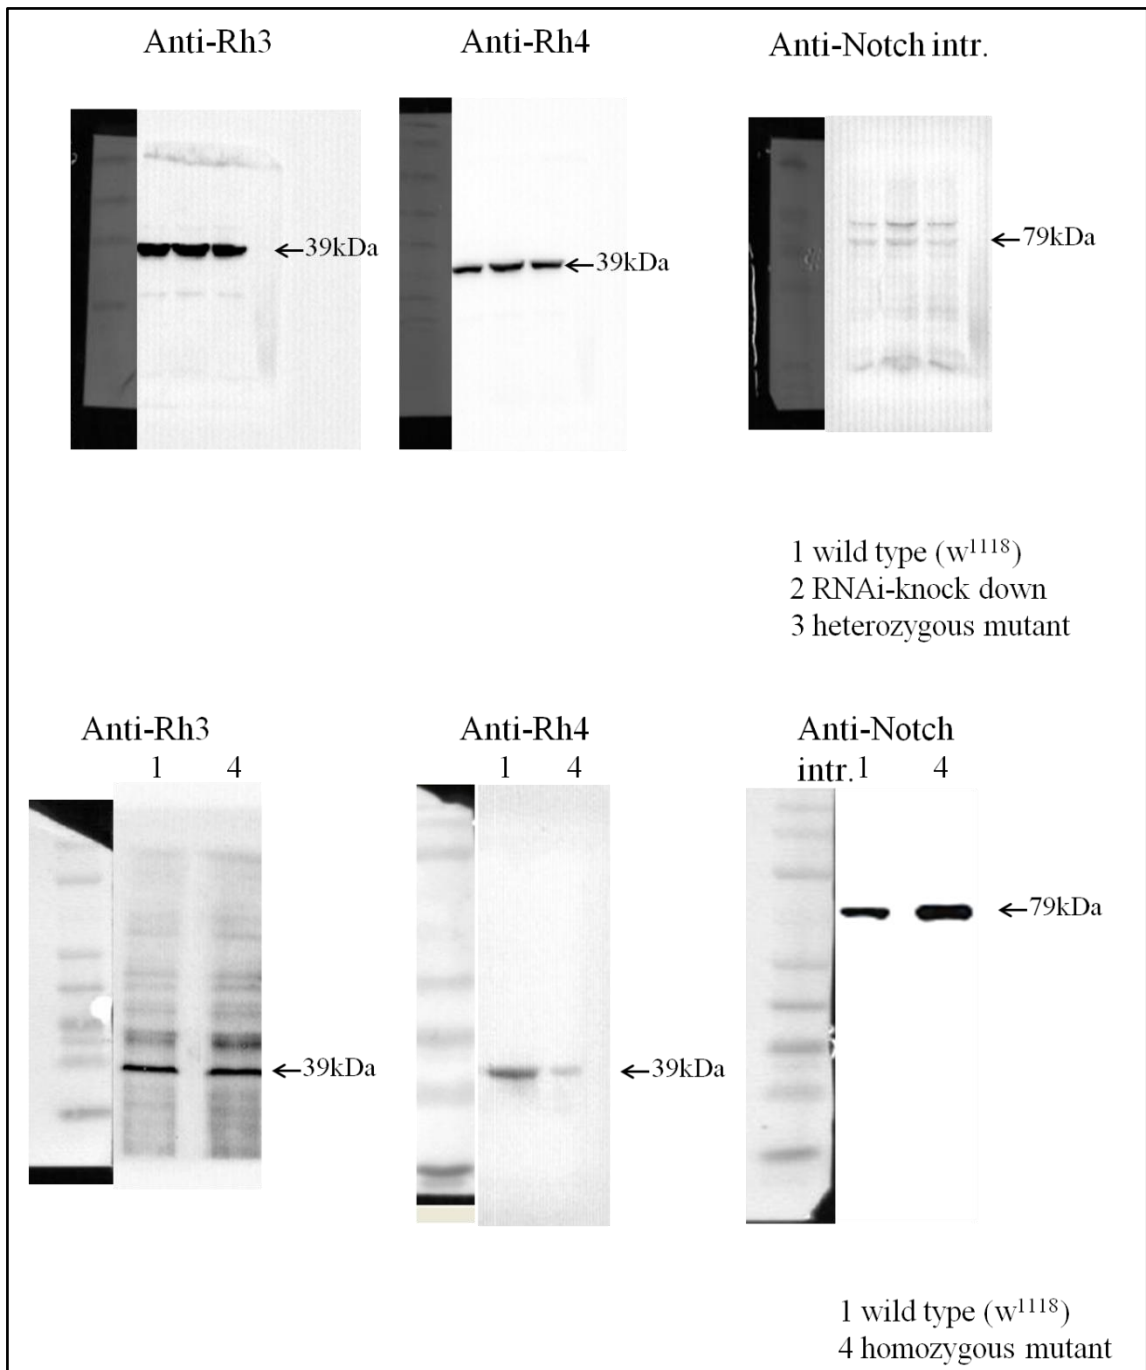 Anti-Rh3
Anti-Rh4
Anti-Notch intr.
←39kDa
←39kDa
←79kDa
1 wild type (w¹¹¹⁸)
2 RNAi-knock down
3 heterozygous mutant
Anti-Rh3
1 4
Anti-Rh4
1 4
Anti-Notch
intr. 1 4
←39kDa
←39kDa
←79kDa
1 wild type (w¹¹¹⁸)
4 homozygous mutant